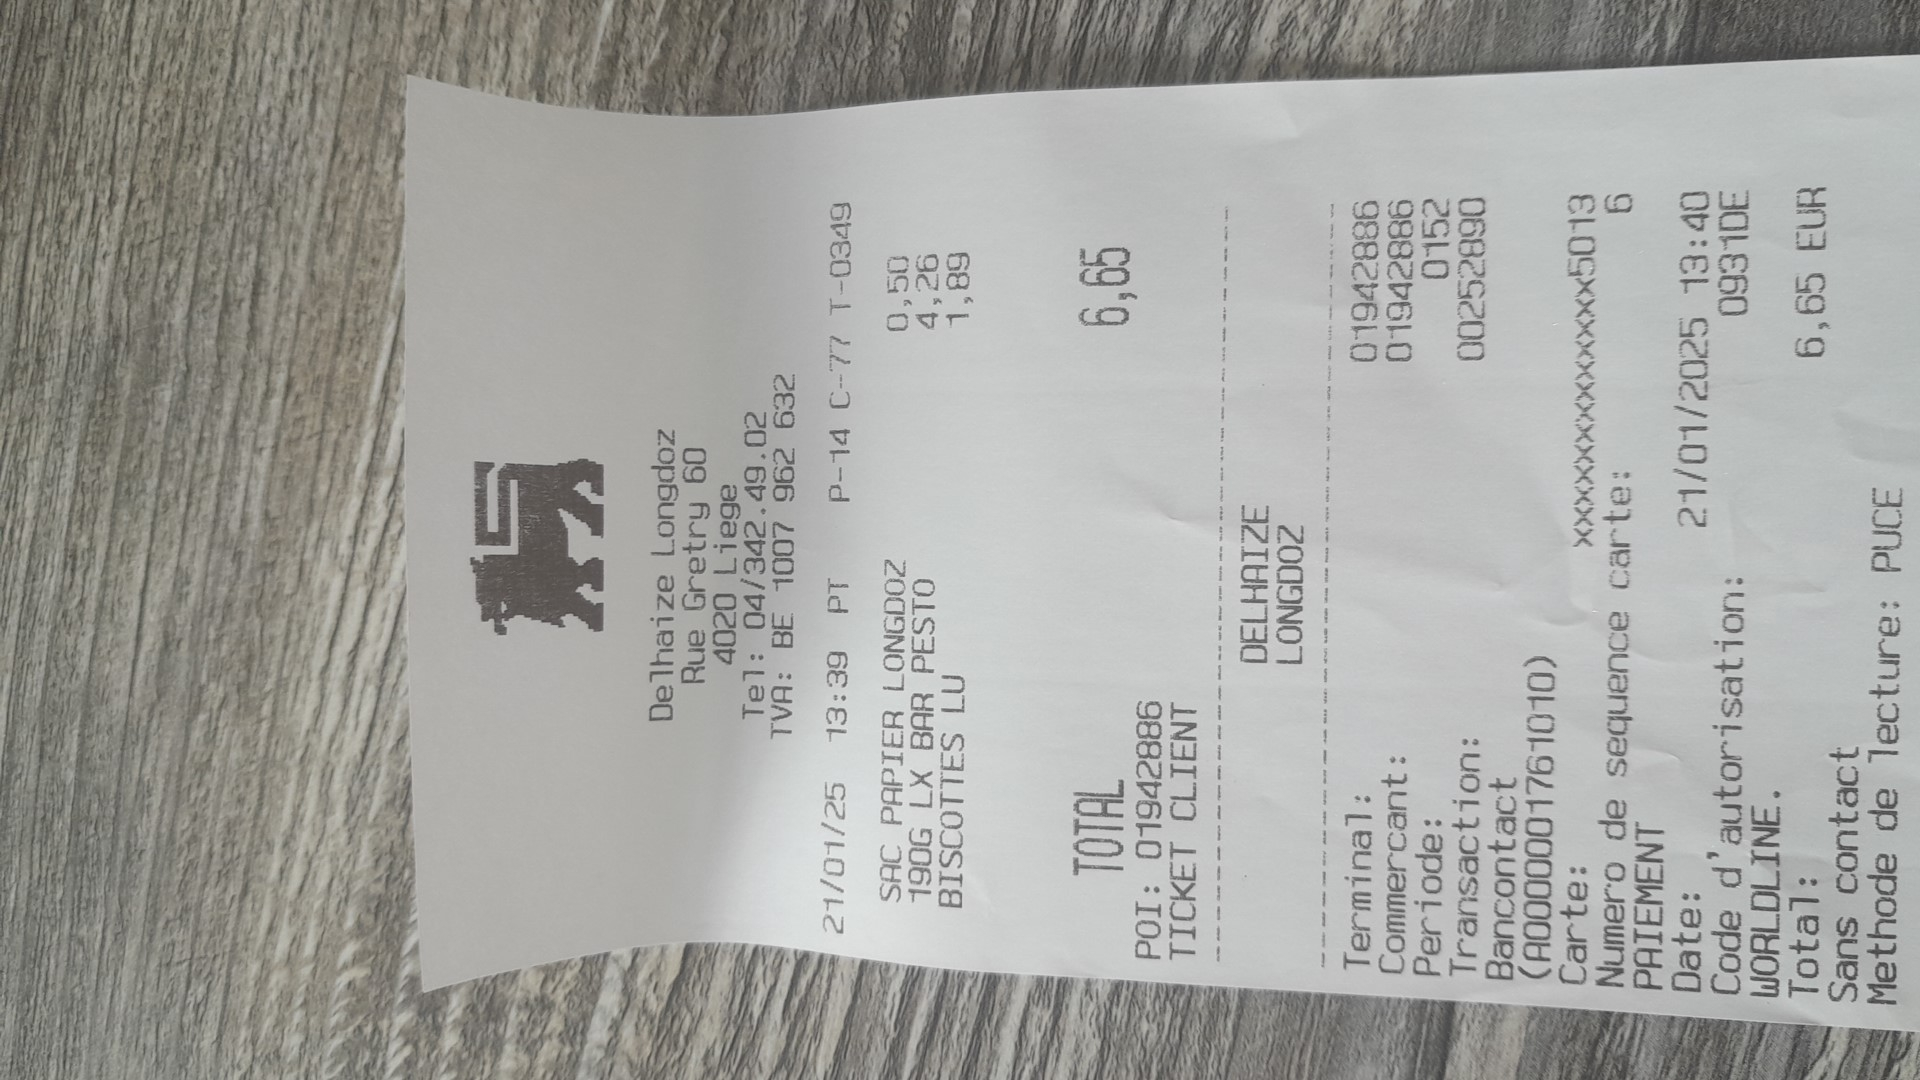 Delhaize Longdoz
Rue Gretry 60
4020 Liege
Tel: 04/342.49.02
TVA: BE 1007 962 632
21/01/25 13:39 PT P-14 C-77 T-0349
SAC PAPIER LONGDOZ 0,50
190G LX BAR PESTO 4,26
BISCOTTES LU 1,89
TOTAL 6,65
POI: 01942886
TICKET CLIENT
DELHAIZE
LONGDOZ
Terminal: 01942886
Commercant: 01942886
Periode: 0152
Transaction: 00252890
Bancontact
(A0000001761010)
Carte: xxxxxxxxxxxxx5013
Numero de sequence carte: 6
PAIEMENT
Date: 21/01/2025 13:40
Code d'autorisation: 0931DE
WORLDLINE.
Total: 6,65 EUR
Sans contact
Methode de lecture: PUCE